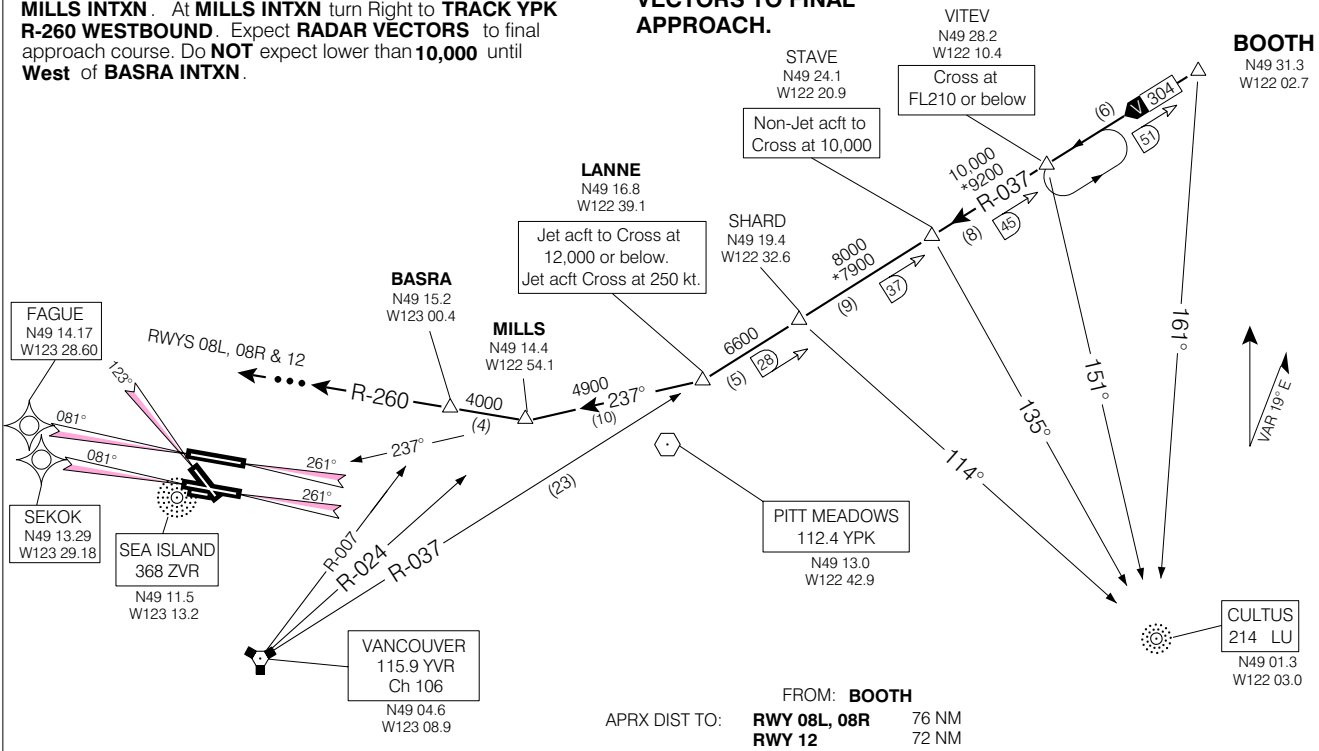 MILLS INTXN. At MILLS INTXN turn Right to TRACK YPK
R-260 WESTBOUND. Expect RADAR VECTORS to final
approach course. Do NOT expect lower than 10,000 until
West of BASRA INTXN.
VECTORS TO FINAL
APPROACH.
VITEV
N49 28.2
W122 10.4
Cross at
FL210 or below
BOOTH
N49 31.3
W122 02.7
STAVE
N49 24.1
W122 20.9
Non-Jet acft to
Cross at 10,000
(6)
V 304
51
10,000
*9200
R-037
(8)
45
LANNE
N49 16.8
W122 39.1
Jet acft to Cross at
12,000 or below.
Jet acft Cross at 250 kt.
SHARD
N49 19.4
W122 32.6
8000
*7900
(9)
37
BASRA
N49 15.2
W123 00.4
MILLS
N49 14.4
W122 54.1
6600
(5)
28
FAGUE
N49 14.17
W123 28.60
RWYS 08L, 08R & 12
R-260
4000
(4)
4900
237°
(10)
161°
151°
135°
114°
VAR 19° E
123°
081°
081°
261°
261°
237°
(23)
R-007
R-024
R-037
SEKOK
N49 13.29
W123 29.18
SEA ISLAND
368 ZVR
N49 11.5
W123 13.2
PITT MEADOWS
112.4 YPK
N49 13.0
W122 42.9
VANCOUVER
115.9 YVR
Ch 106
N49 04.6
W123 08.9
CULTUS
214 LU
N49 01.3
W122 03.0
FROM: BOOTH
APRX DIST TO: RWY 08L, 08R 76 NM
RWY 12 72 NM